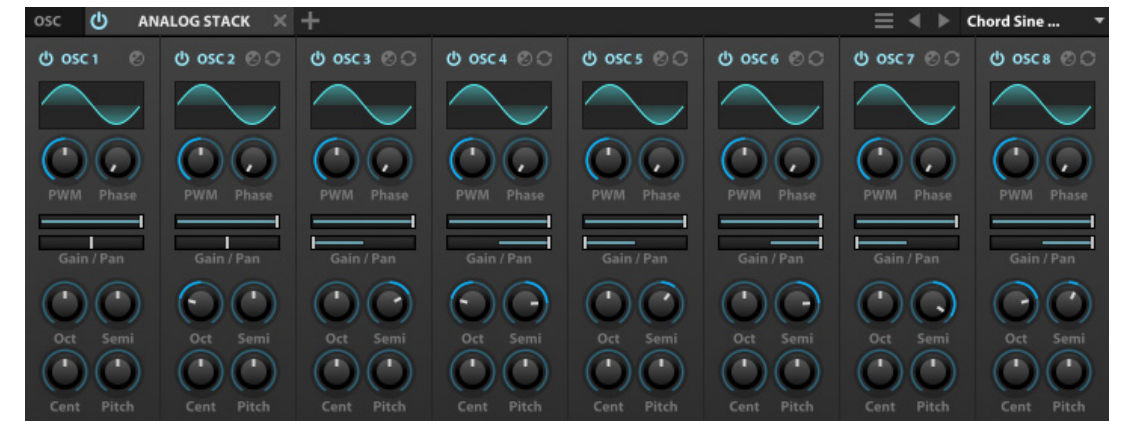 OSC ANALOG STACK Chord Sine ...
OSC 1 OSC 2 OSC 3 OSC 4 OSC 5 OSC 6 OSC 7 OSC 8
PWM Phase PWM Phase PWM Phase PWM Phase PWM Phase PWM Phase PWM Phase PWM Phase
Gain / Pan Gain / Pan Gain / Pan Gain / Pan Gain / Pan Gain / Pan Gain / Pan Gain / Pan
Oct Semi Oct Semi Oct Semi Oct Semi Oct Semi Oct Semi Oct Semi Oct Semi
Cent Pitch Cent Pitch Cent Pitch Cent Pitch Cent Pitch Cent Pitch Cent Pitch Cent Pitch